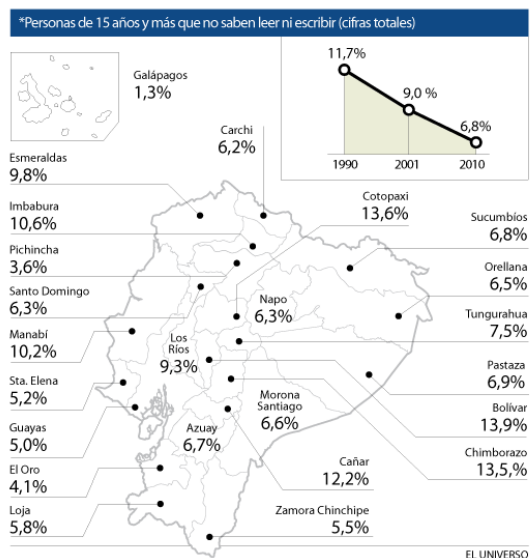 *Personas de 15 años y más que no saben leer ni escribir (cifras totales)
11,7%
9,0 %
6,8%
1990
2001
2010
Galápagos
1,3%
Carchi
6,2%
Esmeraldas
9,8%
Imbabura
10,6%
Pichincha
3,6%
Santo Domingo
6,3%
Manabí
10,2%
Sta. Elena
5,2%
Guayas
5,0%
El Oro
4,1%
Loja
5,8%
Los
Ríos
9,3%
Napo
6,3%
Azuay
6,7%
Morona
Santiago
6,6%
Cotopaxi
13,6%
Sucumbíos
6,8%
Orellana
6,5%
Tungurahua
7,5%
Pastaza
6,9%
Bolívar
13,9%
Chimborazo
13,5,%
Cañar
12,2%
Zamora Chinchipe
5,5%
EL UNIVERSO